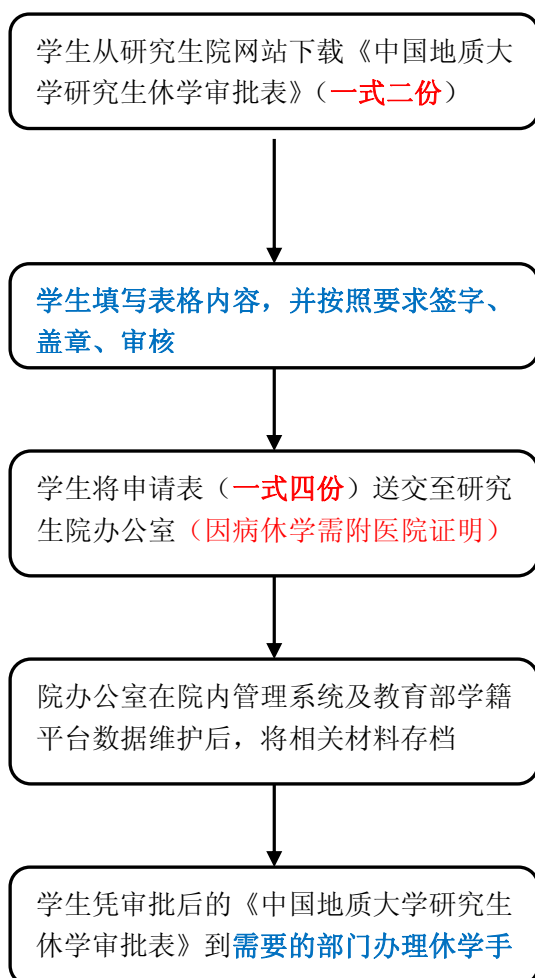 学生从研究生院网站下载《中国地质大
学研究生休学审批表》（一式二份）
学生填写表格内容，并按照要求签字、
盖章、审核
学生将申请表（一式四份）送交至研究
生院办公室（因病休学需附医院证明）
院办公室在院内管理系统及教育部学籍
平台数据维护后，将相关材料存档
学生凭审批后的《中国地质大学研究生
休学审批表》到需要的部门办理休学手